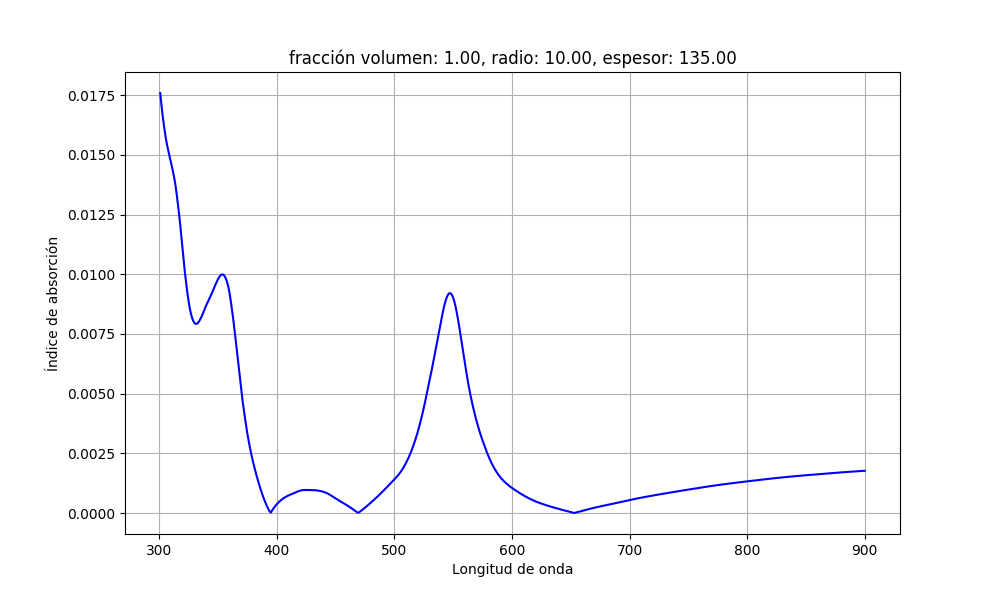 fracción volumen: 1.00, radio: 10.00, espesor: 135.00
Índice de absorción
0.0175
0.0150
0.0125
0.0100
0.0075
0.0050
0.0025
0.0000
300 400 500 600 700 800 900
Longitud de onda